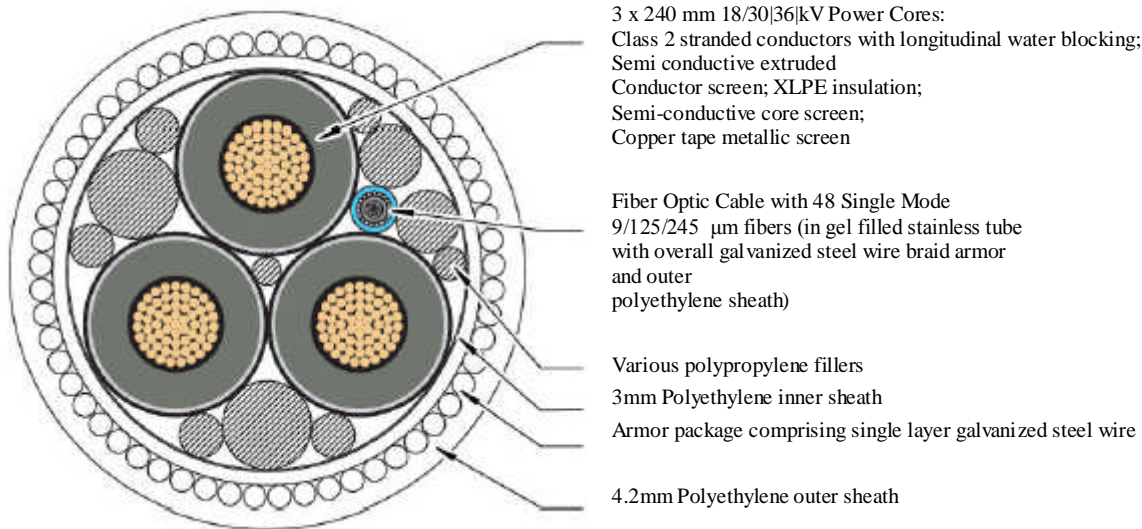 3 x 240 mm 18/30|36|kV Power Cores:
Class 2 stranded conductors with longitudinal water blocking;
Semi conductive extruded
Conductor screen; XLPE insulation;
Semi-conductive core screen;
Copper tape metallic screen
Fiber Optic Cable with 48 Single Mode
9/125/245 μm fibers (in gel filled stainless tube
with overall galvanized steel wire braid armor
and outer
polyethylene sheath)
Various polypropylene fillers
3mm Polyethylene inner sheath
Armor package comprising single layer galvanized steel wire
4.2mm Polyethylene outer sheath